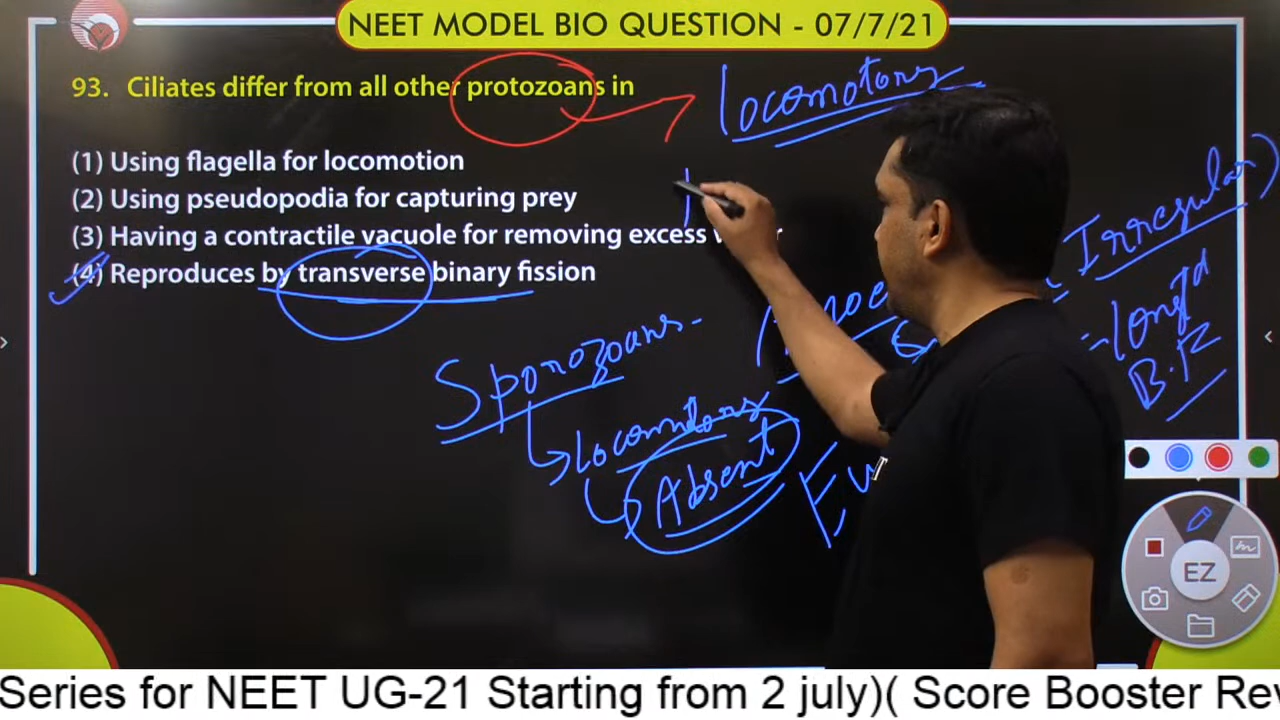 NEET MODEL BIO QUESTION - 07/7/21
93. Ciliates differ from all other protozoans in
Locomotory
(1) Using flagella for locomotion
(2) Using pseudopodia for capturing prey
(3) Having a contractile vacuole for removing excess
Irregular)
(4) Reproduces by transverse binary fission
Longtd
B.F
Sporozoans-
Locomotory
Absent
EZ
Series for NEET UG-21 Starting from 2 july)( Score Booster Rev